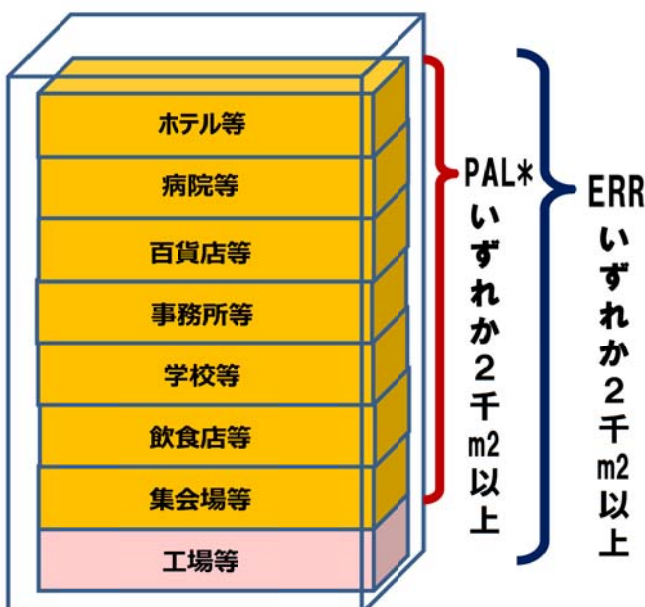 ホテル等
病院等
百貨店等
事務所等
学校等
飲食店等
集会場等
工場等
PAL*
いずれか2千m2以上
ERR
いずれか2千m2以上